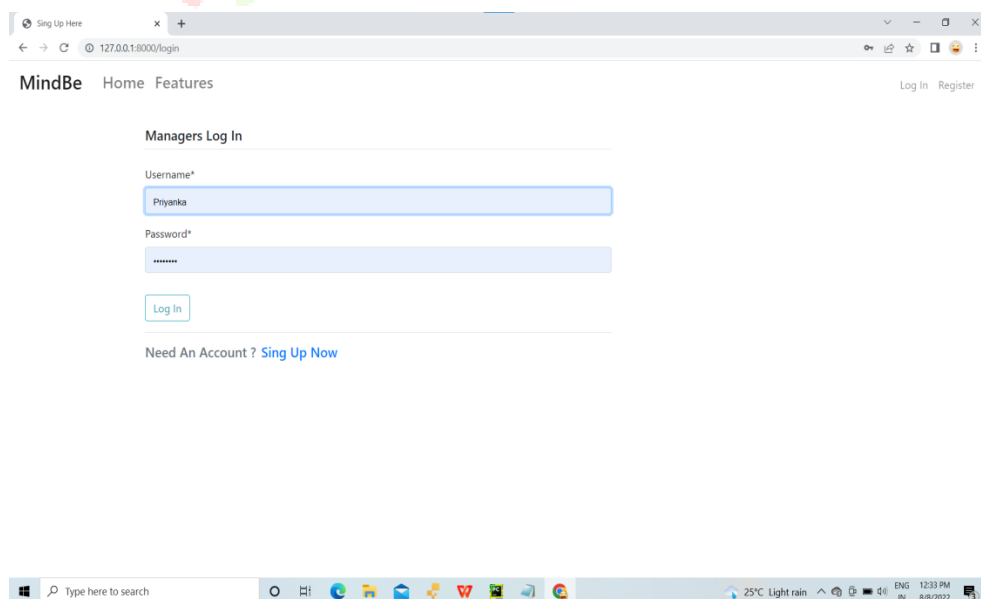 Sing Up Here
127.0.0.1:8000/login
MindBe Home Features Log In Register
Managers Log In
Username*
Priyanka
Password*
••••••••
Log In
Need An Account ? Sing Up Now
Type here to search 25°C Light rain ENG 12:33 PM
IN 8/8/2022 3